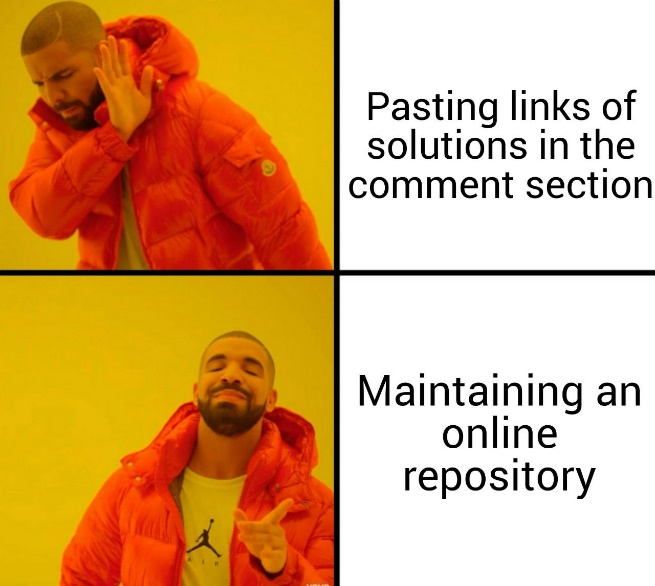 Pasting links of
solutions in the
comment section
Maintaining an
online
repository